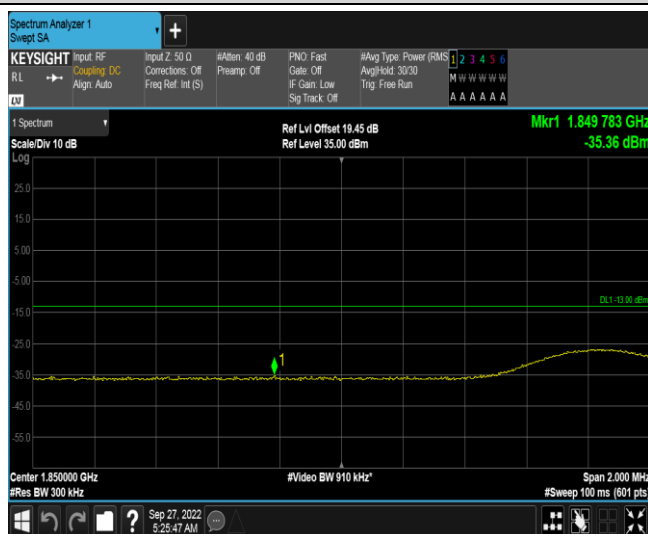 Spectrum Analyzer 1
Swept SA
KEYSIGHT
RL
LXI
Input: RF
Coupling: DC
Align: Auto
Input Z: 50 Ω
Corrections: Off
Freq Ref: Int (S)
#Atten: 40 dB
Preamp: Off
PNO: Fast
Gate: Off
IF Gain: Low
Sig Track: Off
#Avg Type: Power (RMS
Avg|Hold: 30/30
Trig: Free Run
1 2 3 4 5 6
M W W W W W
A A A A A A
1 Spectrum
Scale/Div 10 dB
Log
Ref Lvl Offset 19.45 dB
Ref Level 35.00 dBm
Mkr1 1.849 783 GHz
-35.36 dBm
25.0
15.0
5.00
-5.00
DL1 -13.00 dBm
-15.0
-25.0
1
-35.0
-45.0
-55.0
Center 1.850000 GHz
#Res BW 300 kHz
#Video BW 910 kHz*
Span 2.000 MHz
#Sweep 100 ms (601 pts)
?
Sep 27, 2022
5:25:47 AM